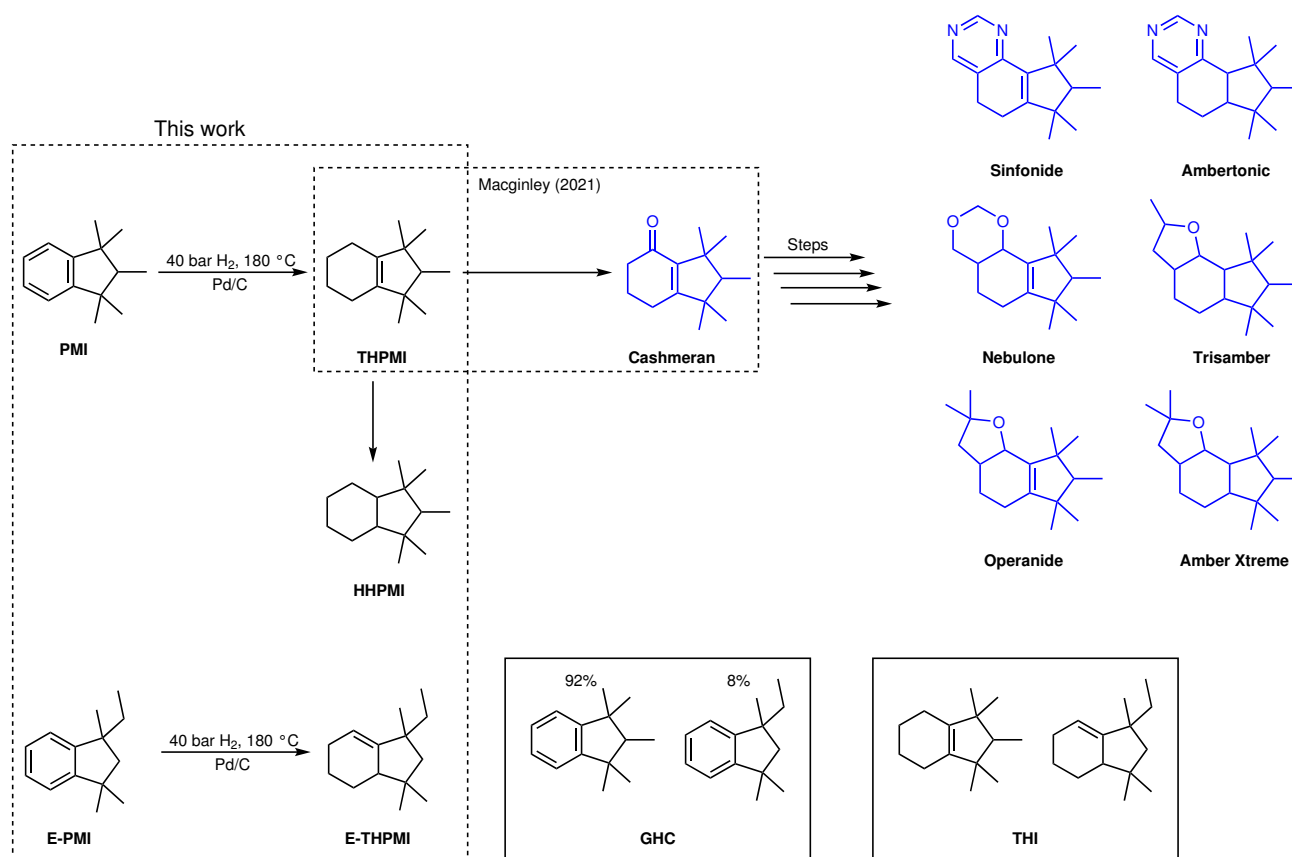 N
N
Sinfonide
N
N
Ambertonic
This work
Macginley (2021)
PMI
40 bar H2, 180 °C
Pd/C
THPMI
O
Cashmeran
Steps
O
O
Nebulone
O
Trisamber
HHPMI
O
Operanide
O
Amber Xtreme
E-PMI
40 bar H2, 180 °C
Pd/C
E-THPMI
92%
8%
GHC
THI